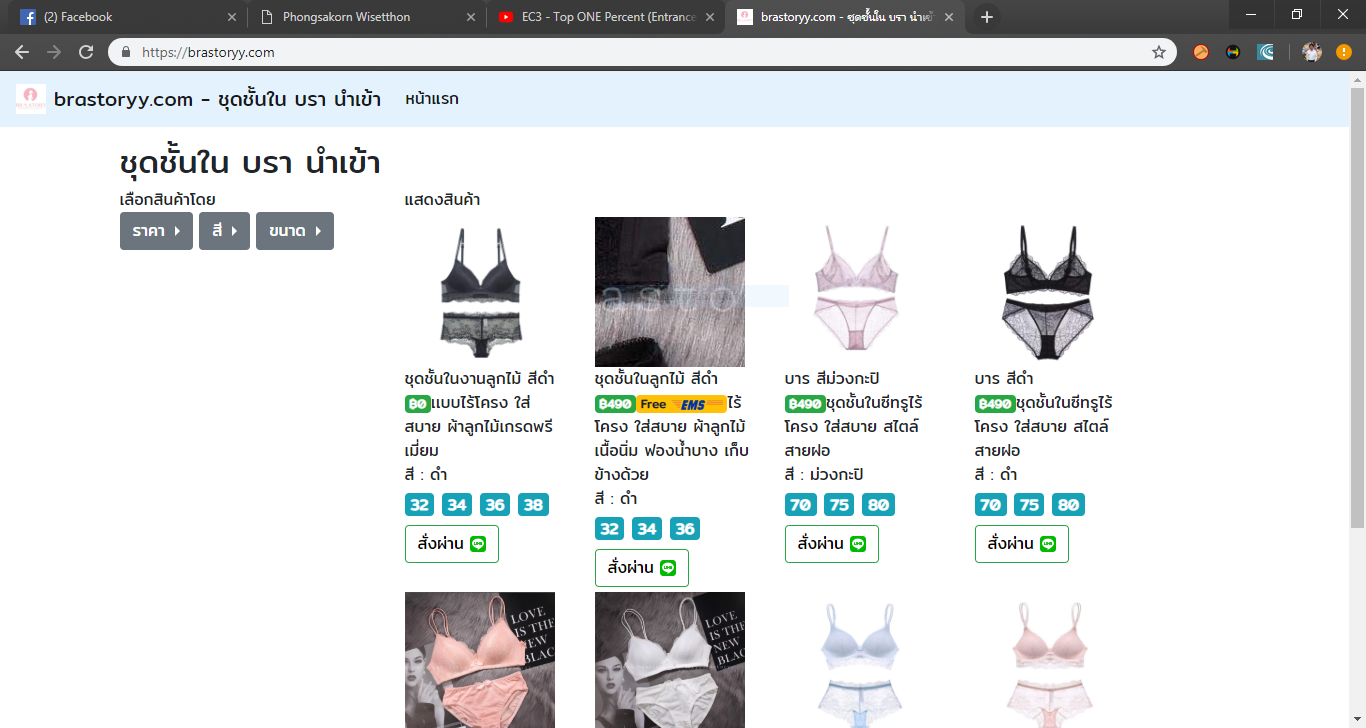 (2) Facebook
Phongsakorn Wisetthon
EC3 - Top ONE Percent (Entrance
brastoryy.com - ชุดชั้นใน บรา นำเข้า
https://brastoryy.com
brastoryy.com - ชุดชั้นใน บรา นำเข้า หน้าแรก
ชุดชั้นใน บรา นำเข้า
เลือกสินค้าโดย
ราคา สี ขนาด
แสดงสินค้า
asto
ชุดชั้นในงานลูกไม้ สีดำ
฿0แบบไร้โครง ใส่
สบาย ผ้าลูกไม้เกรดพรี
เมี่ยม
สี : ดำ
32 34 36 38
สั่งผ่าน
ชุดชั้นในลูกไม้ สีดำ
฿490 Free EMS ไร้
โครง ใส่สบาย ผ้าลูกไม้
เนื้อนิ่ม ฟองน้ำบาง เก็บ
ข้างด้วย
สี : ดำ
32 34 36
สั่งผ่าน
บาร สีม่วงกะปิ
฿490ชุดชั้นในซีทรูไร้
โครง ใส่สบาย สไตล์
สายฝอ
สี : ม่วงกะปิ
70 75 80
สั่งผ่าน
บาร สีดำ
฿490ชุดชั้นในซีทรูไร้
โครง ใส่สบาย สไตล์
สายฝอ
สี : ดำ
70 75 80
สั่งผ่าน
LOVE
IS THE
NEW
BLAC
LOVE
IS THE
NEW
BLAC